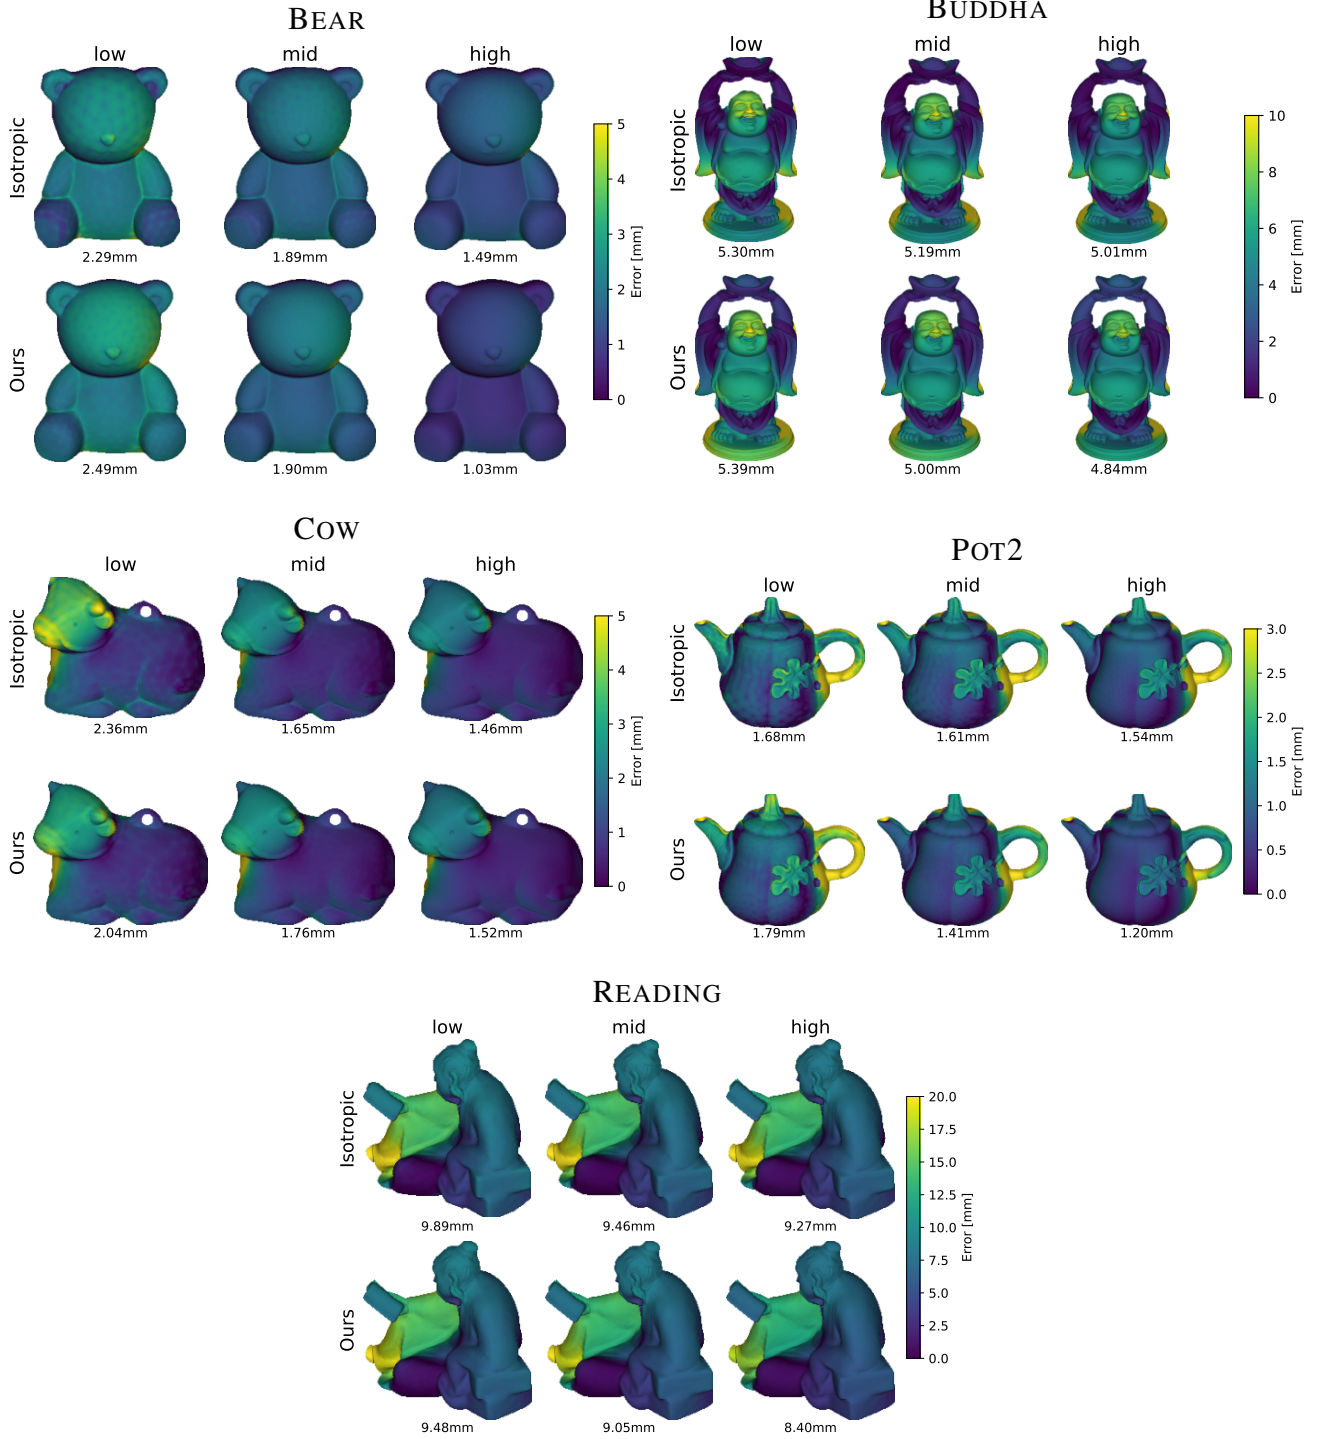 BEAR
low mid high
Isotropic
2.29mm 1.89mm 1.49mm
Ours
2.49mm 1.90mm 1.03mm
5
4
3
2
1
0
Error [mm]
BUDDHA
low mid high
Isotropic
5.30mm 5.19mm 5.01mm
Ours
5.39mm 5.00mm 4.84mm
10
8
6
4
2
0
Error [mm]
COW
low mid high
Isotropic
2.36mm 1.65mm 1.46mm
Ours
2.04mm 1.76mm 1.52mm
5
4
3
2
1
0
Error [mm]
POT2
low mid high
Isotropic
1.68mm 1.61mm 1.54mm
Ours
1.79mm 1.41mm 1.20mm
3.0
2.5
2.0
1.5
1.0
0.5
0.0
Error [mm]
READING
low mid high
Isotropic
9.89mm 9.46mm 9.27mm
Ours
9.48mm 9.05mm 8.40mm
20.0
17.5
15.0
12.5
10.0
7.5
5.0
2.5
0.0
Error [mm]